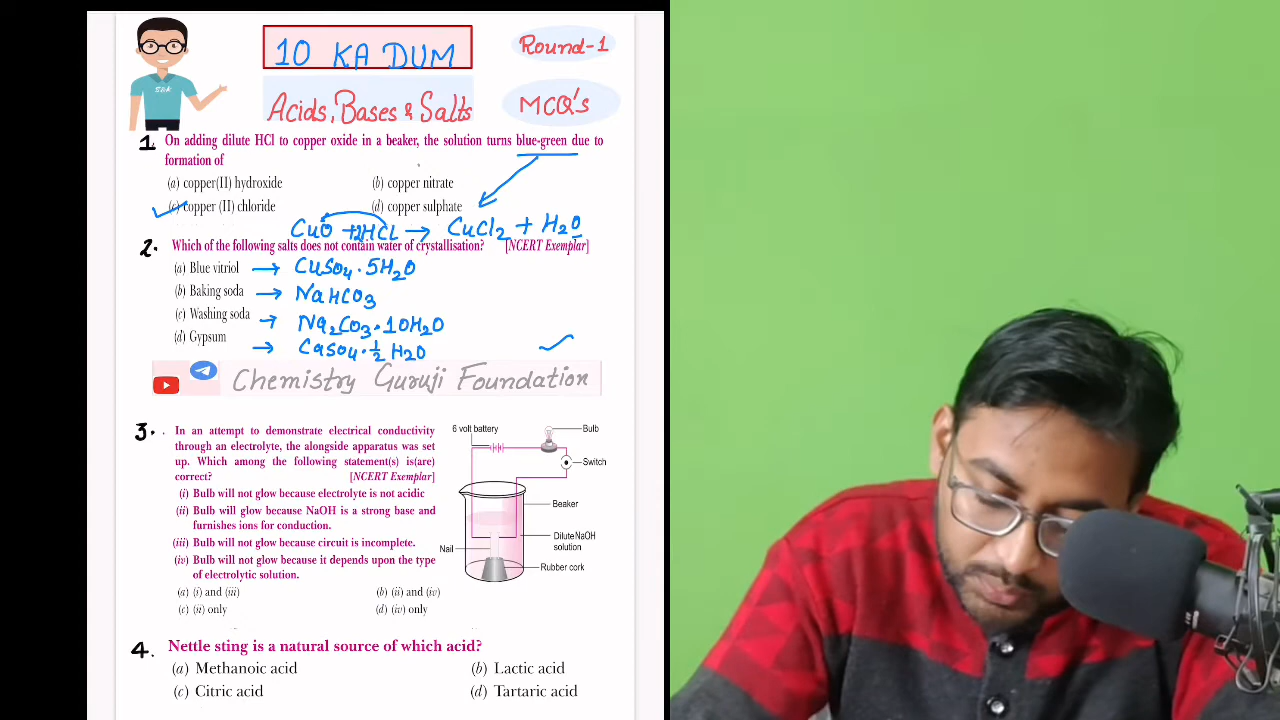 10 KA DUM
Round-1
Acids, Bases & Salts
MCQ's
S&K
1. On adding dilute HCl to copper oxide in a beaker, the solution turns blue-green due to
formation of
(a) copper(II) hydroxide
(b) copper nitrate
(c) copper (II) chloride
(d) copper sulphate
CuO + 2HCL → CuCl2 + H2O
2. Which of the following salts does not contain water of crystallisation? [NCERT Exemplar]
(a) Blue vitriol → CuSO4 · 5H2O
(b) Baking soda → NaHCO3
(c) Washing soda → Na2CO3 · 10H2O
(d) Gypsum → CaSO4 · 1/2 H2O
Chemistry Guruji Foundation
3. In an attempt to demonstrate electrical conductivity
through an electrolyte, the alongside apparatus was set
up. Which among the following statement(s) is(are)
correct? [NCERT Exemplar]
(i) Bulb will not glow because electrolyte is not acidic
(ii) Bulb will glow because NaOH is a strong base and
furnishes ions for conduction.
(iii) Bulb will not glow because circuit is incomplete.
(iv) Bulb will not glow because it depends upon the type
of electrolytic solution.
(a) (i) and (iii)
(b) (ii) and (iv)
(c) (ii) only
(d) (iv) only
6 volt battery
Bulb
Switch
Beaker
Dilute NaOH
solution
Nail
Rubber cork
4. Nettle sting is a natural source of which acid?
(a) Methanoic acid
(b) Lactic acid
(c) Citric acid
(d) Tartaric acid